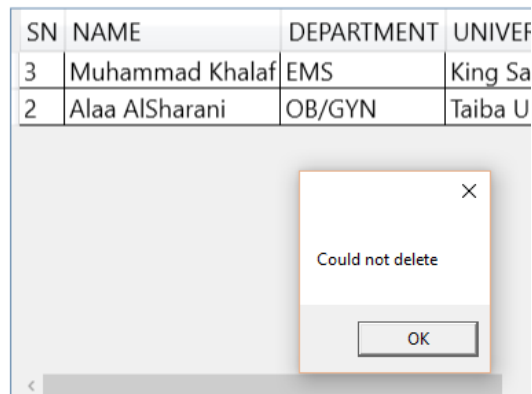 SN NAME DEPARTMENT UNIVER
3 Muhammad Khalaf EMS King Sa
2 Alaa AlSharani OB/GYN Taiba U
Could not delete
OK